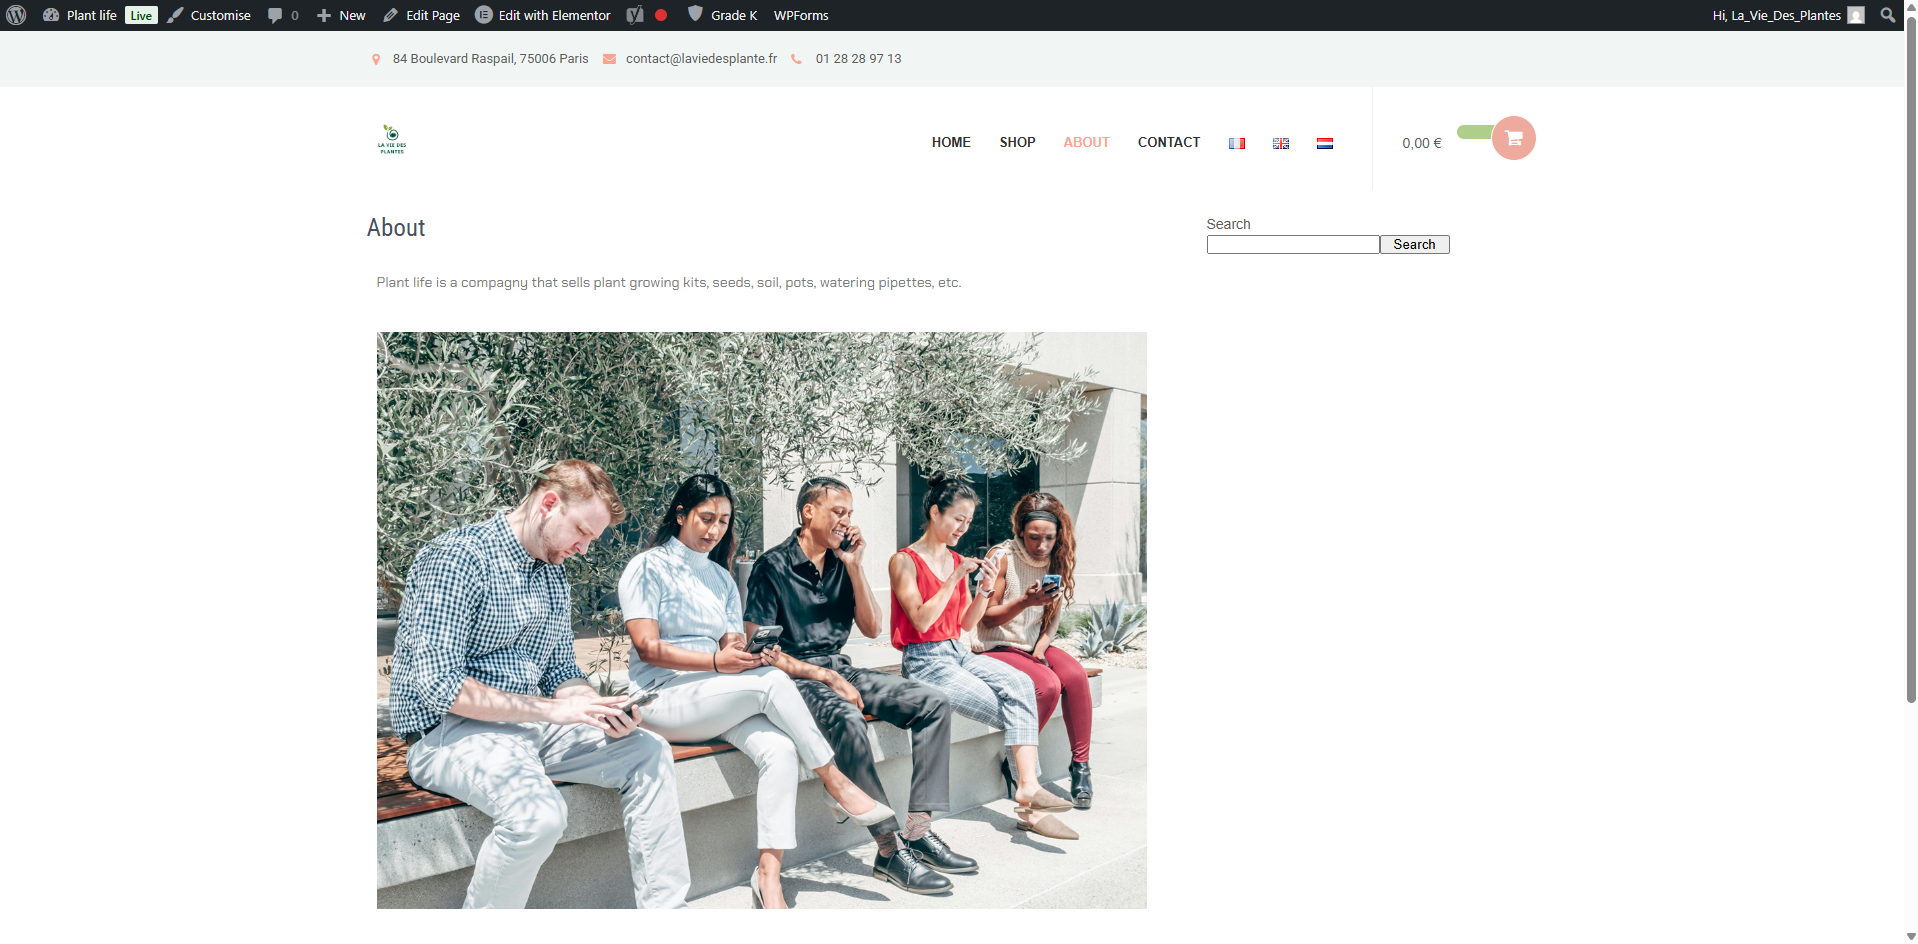 Plant life Live Customise 0 New Edit Page Edit with Elementor Grade K WPForms Hi, La_Vie_Des_Plantes
84 Boulevard Raspail, 75006 Paris contact@laviedesplante.fr 01 28 28 97 13
LA VIE DES
PLANTES
HOME SHOP ABOUT CONTACT 0,00 €
About
Search
Search
Plant life is a compagny that sells plant growing kits, seeds, soil, pots, watering pipettes, etc.